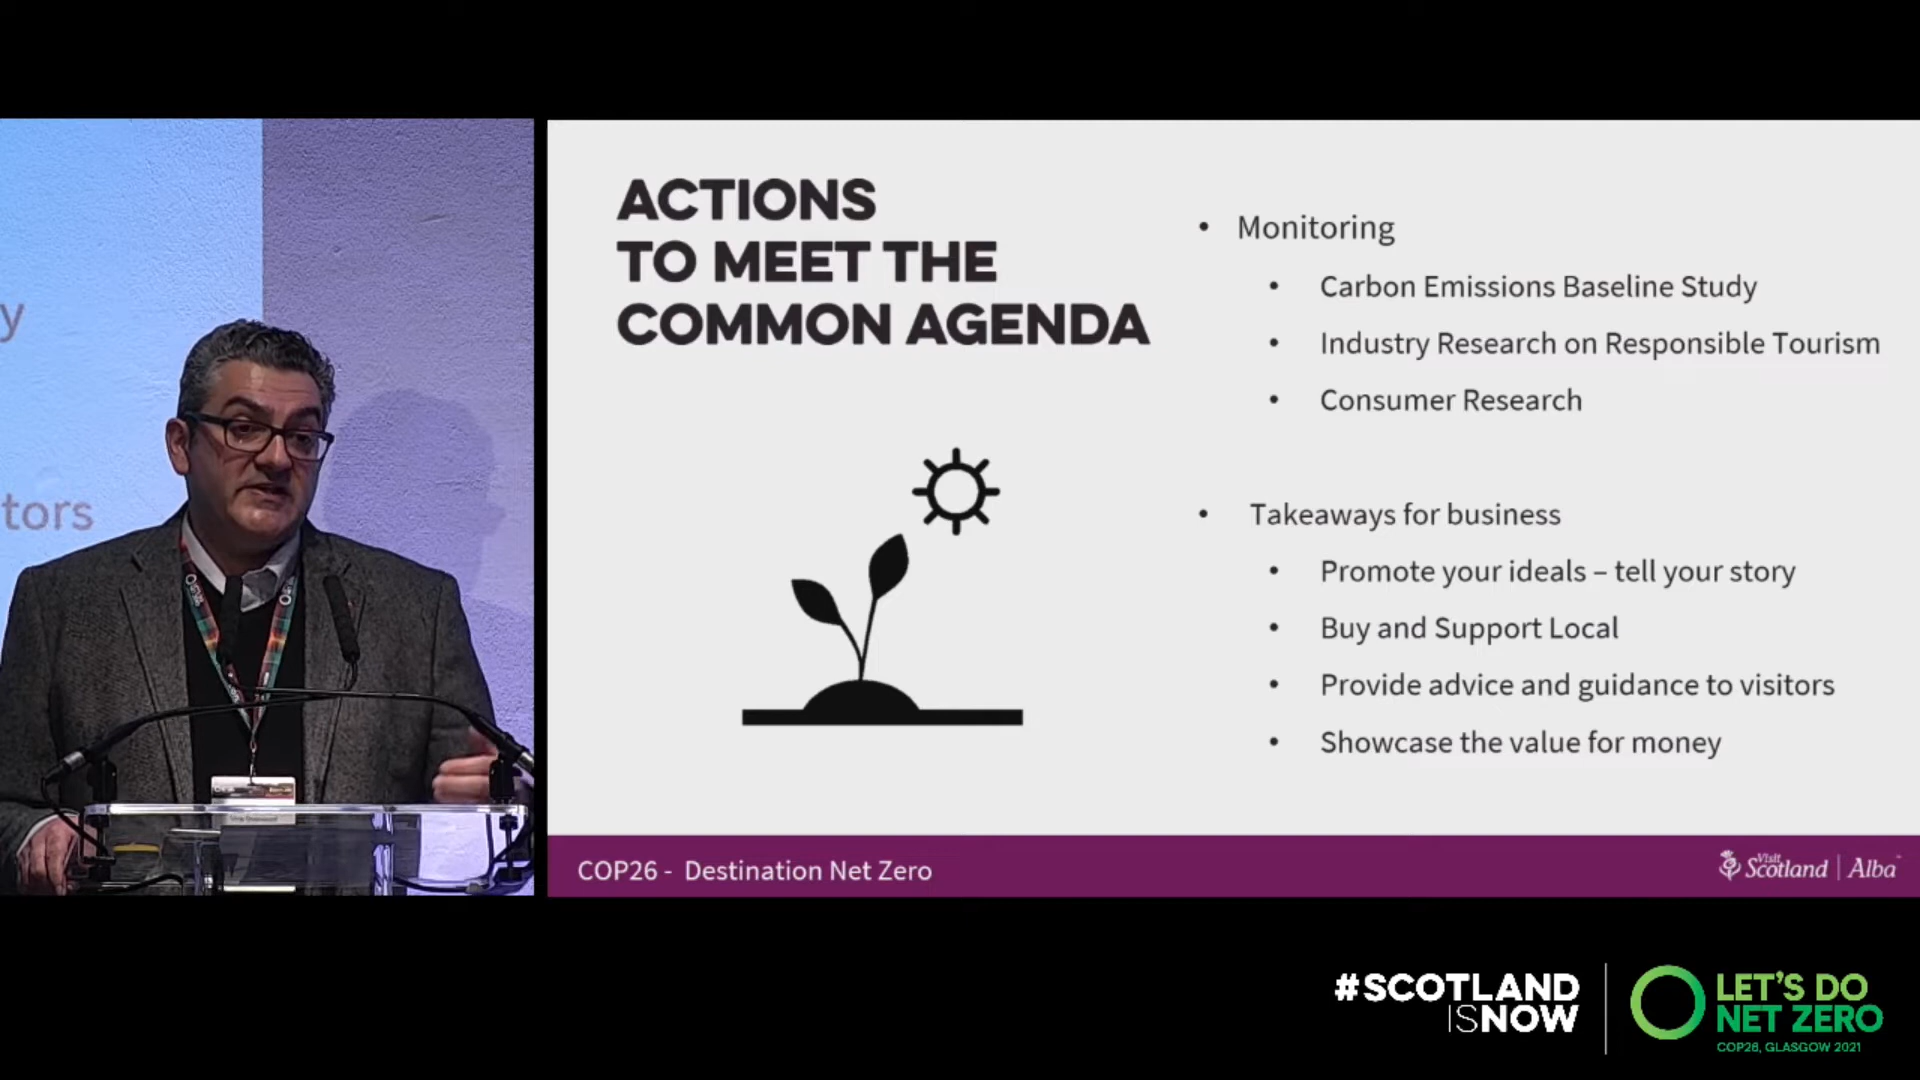 y
tors
ACTIONS
TO MEET THE
COMMON AGENDA
• Monitoring
• Carbon Emissions Baseline Study
• Industry Research on Responsible Tourism
• Consumer Research
• Takeaways for business
• Promote your ideals – tell your story
• Buy and Support Local
• Provide advice and guidance to visitors
• Showcase the value for money
COP26 - Destination Net Zero
Visit
Scotland | Alba
#SCOTLAND
ISNOW
LET'S DO
NET ZERO
COP26, GLASGOW 2021